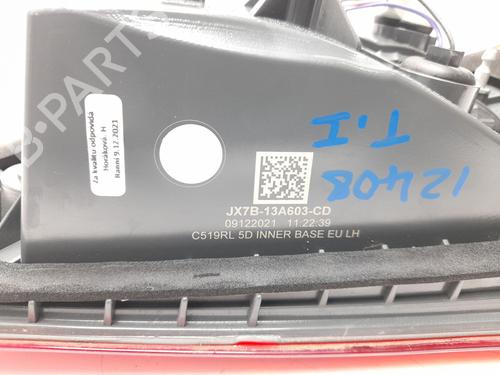 Za kvalitu odpovídá
Horáková H
Ranní 9.12.2021
JX7B-13A603-CD
09122021 11:22:39
C519RL 5D INNER BASE EU LH
12408
T.I
B-PARTS